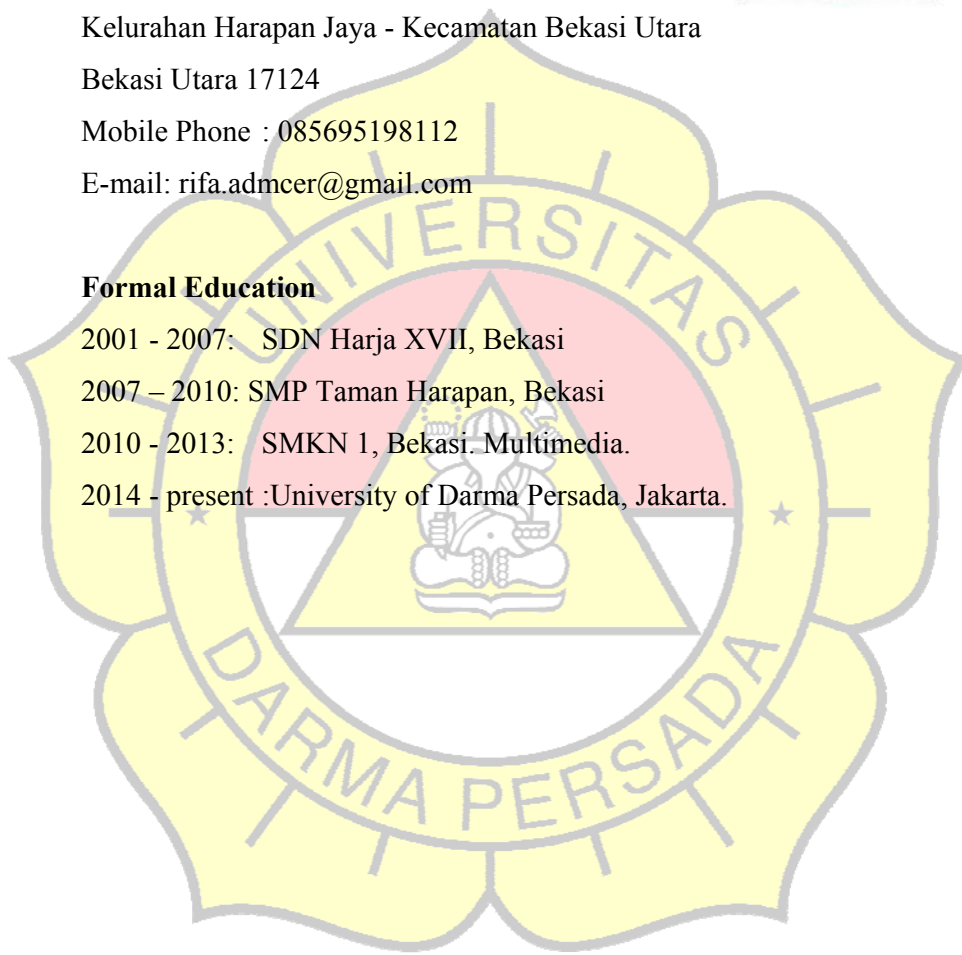 Kelurahan Harapan Jaya - Kecamatan Bekasi Utara
Bekasi Utara 17124
Mobile Phone : 085695198112
E-mail: rifa.admcer@gmail.com
Formal Education
2001 - 2007: SDN Harja XVII, Bekasi
2007 – 2010: SMP Taman Harapan, Bekasi
2010 - 2013: SMKN 1, Bekasi. Multimedia.
2014 - present :University of Darma Persada, Jakarta.
UNIVERSITAS
DARMA PERSADA